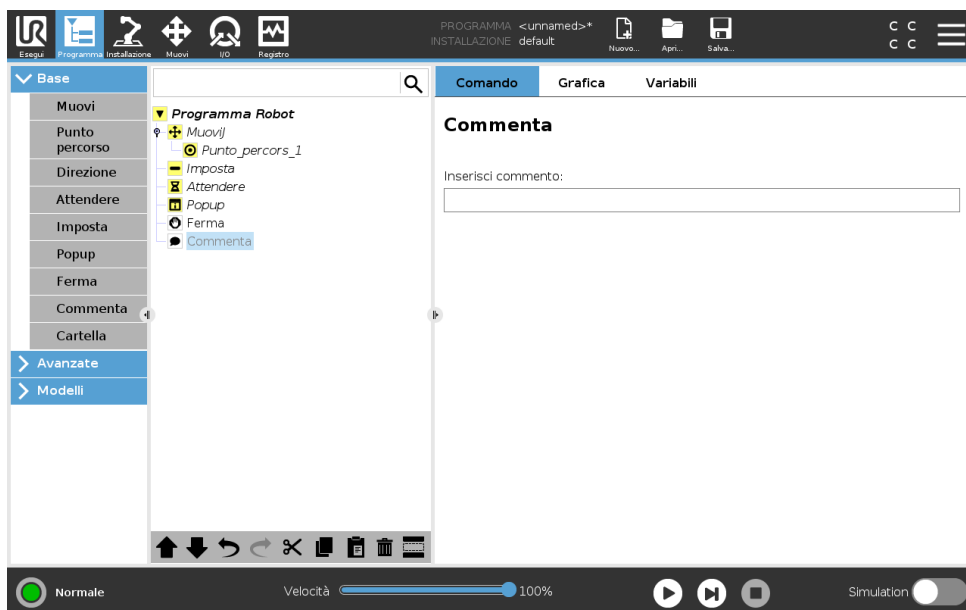 PROGRAMMA <unnamed>*
INSTALLAZIONE default
Esegui
Programma
Installazione
Muovi
I/O
Registro
Nuovo...
Apri...
Salva...
C C
C C
Base
Muovi
Punto
percorso
Direzione
Attendere
Imposta
Popup
Ferma
Commenta
Cartella
Avanzate
Modelli
Programma Robot
MuoviJ
Punto_percors_1
Imposta
Attendere
Popup
Ferma
Commenta
Comando
Grafica
Variabili
Commenta
Inserisci commento:
Normale
Velocità
100%
Simulation